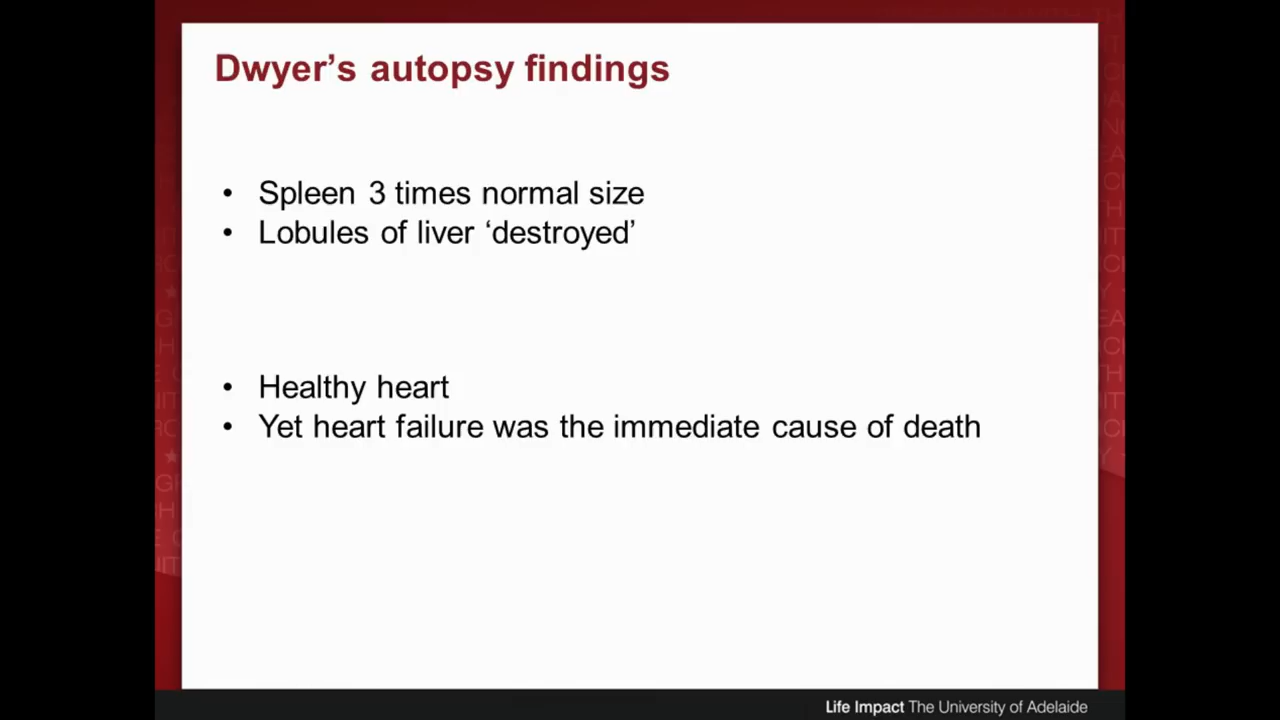 Dwyer’s autopsy findings
• Spleen 3 times normal size
• Lobules of liver ‘destroyed’
• Healthy heart
• Yet heart failure was the immediate cause of death
Life Impact The University of Adelaide